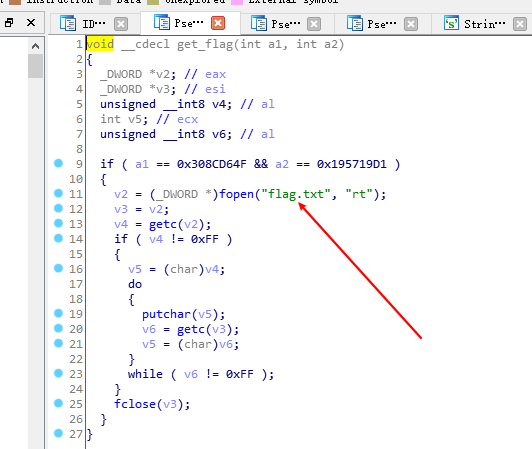 Instruction Data Unexplored External symbol
ID··· Pse··· Pse··· Pse··· Strin···
1 void __cdecl get_flag(int a1, int a2)
2 {
3 _DWORD *v2; // eax
4 _DWORD *v3; // esi
5 unsigned __int8 v4; // al
6 int v5; // ecx
7 unsigned __int8 v6; // al
8
9 if ( a1 == 0x308CD64F && a2 == 0x195719D1 )
10 {
11 v2 = (_DWORD *)fopen("flag.txt", "rt");
12 v3 = v2;
13 v4 = getc(v2);
14 if ( v4 != 0xFF )
15 {
16 v5 = (char)v4;
17 do
18 {
19 putchar(v5);
20 v6 = getc(v3);
21 v5 = (char)v6;
22 }
23 while ( v6 != 0xFF );
24 }
25 fclose(v3);
26 }
27 }